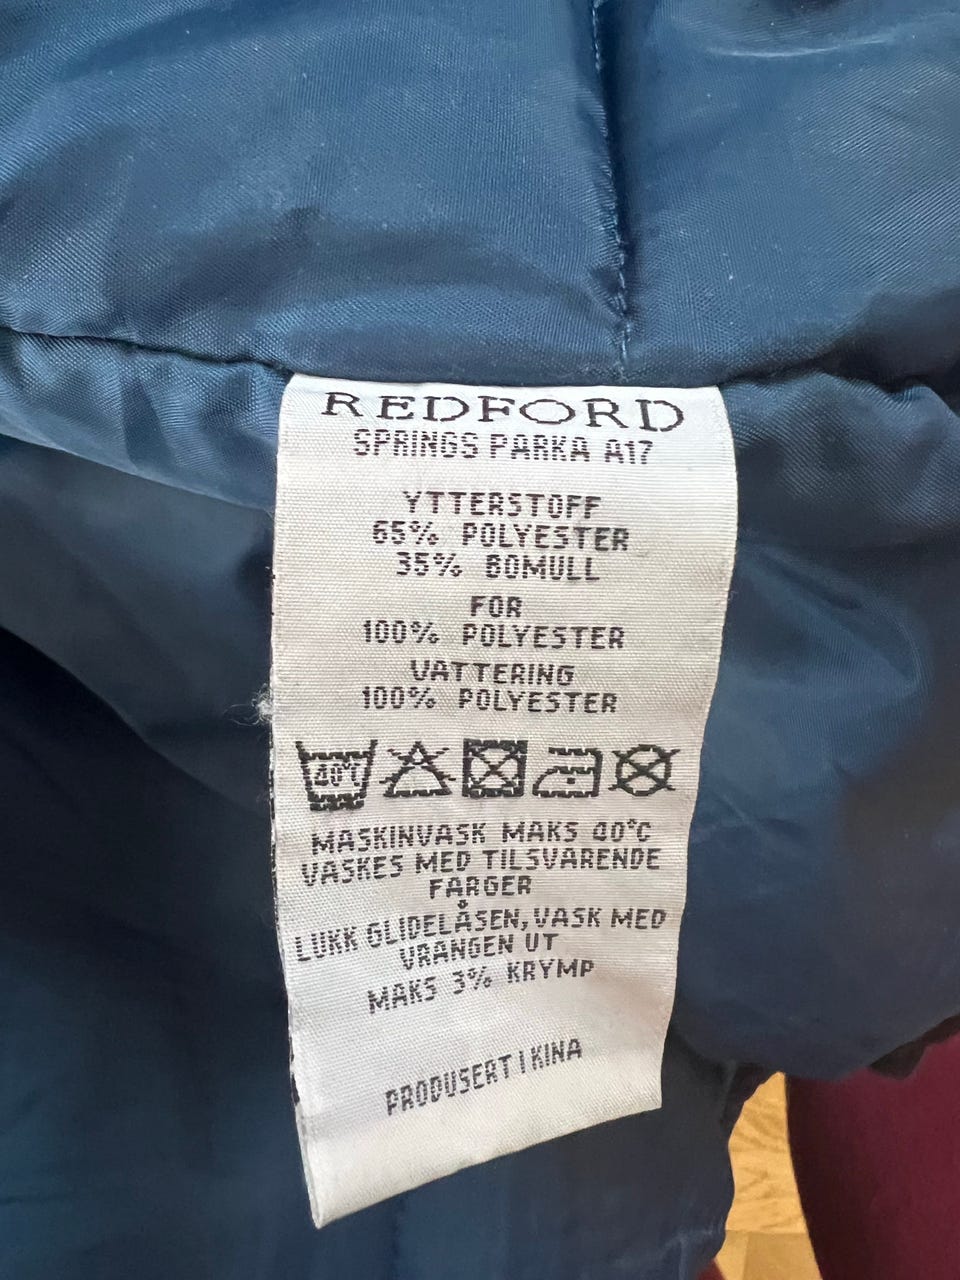 REDFORD
SPRINGS PARKA A17
YTTERSTOFF
65% POLYESTER
35% BOMULL
FOR
100% POLYESTER
VATTERING
100% POLYESTER
40°C
MASKINVASK MAKS 40°C
VASKES MED TILSVARENDE
FARGER
LUKK GLIDELÅSEN, VASK MED
VRANGEN UT
MAKS 3% KRYMP
PRODUSERT I KINA